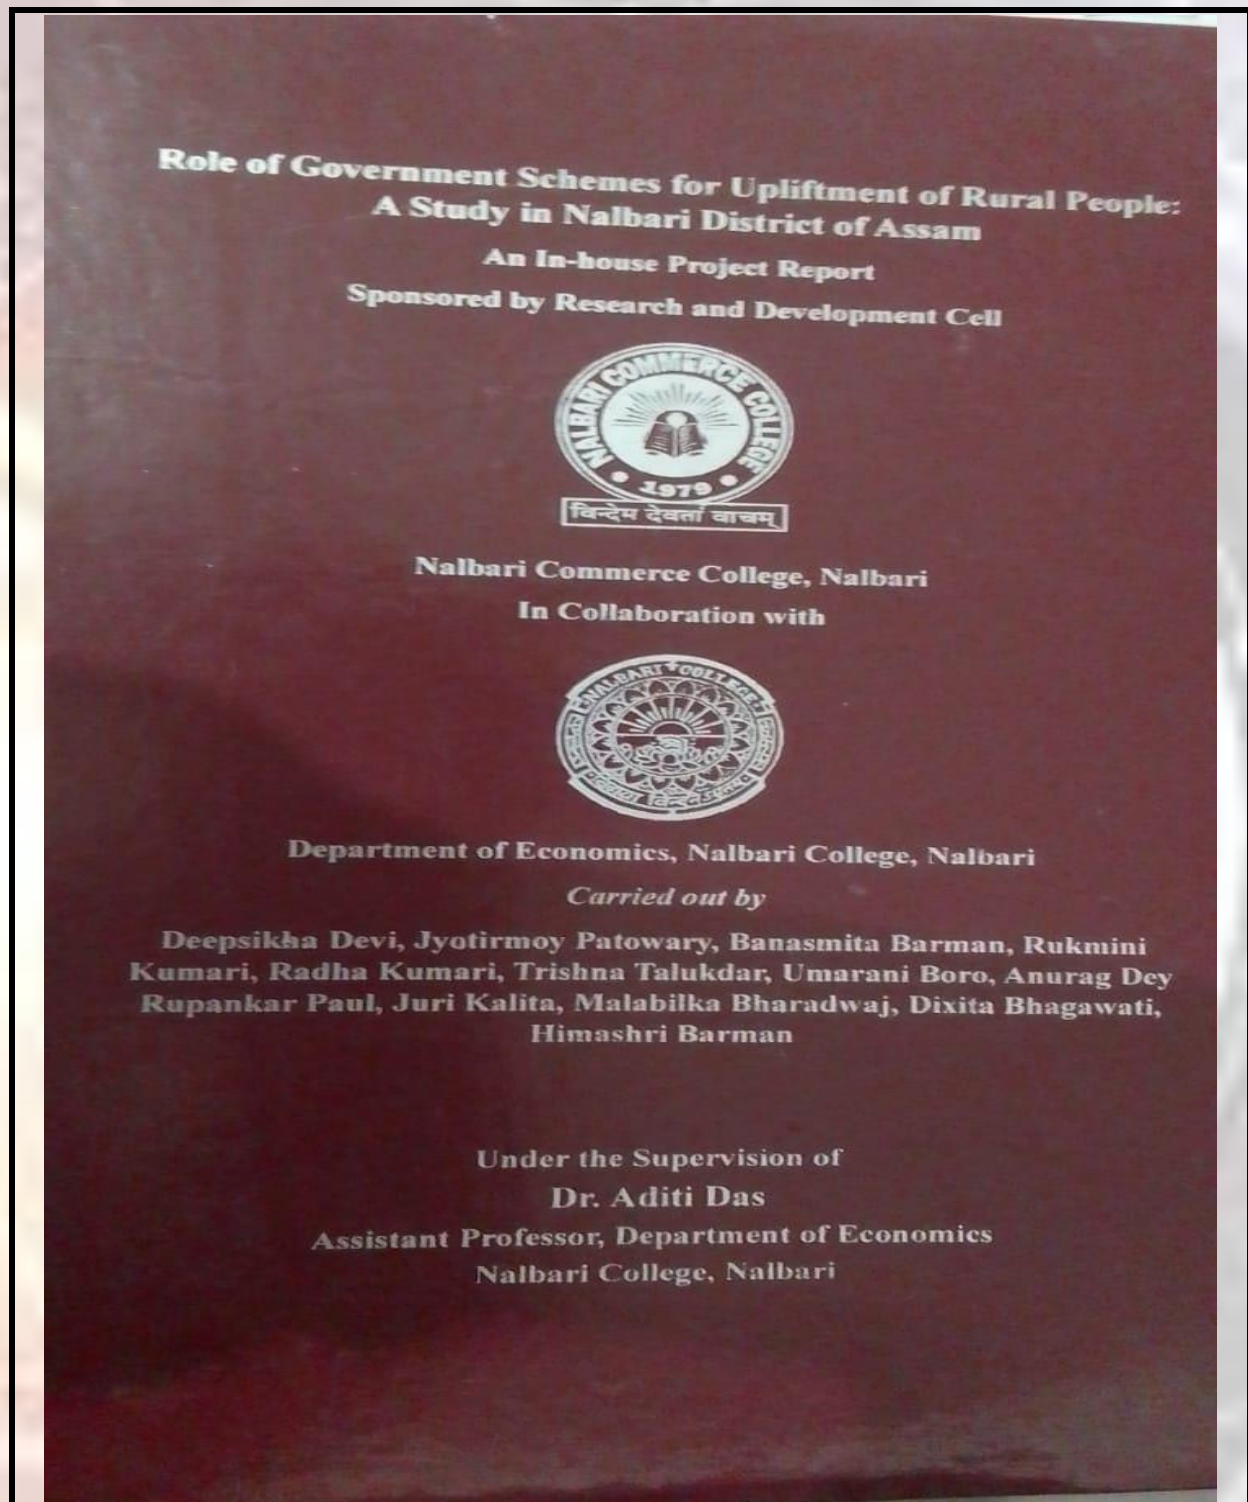 Role of Government Schemes for Upliftment of Rural People:
A Study in Nalbari District of Assam
An In-house Project Report
Sponsored by Research and Development Cell
NALBARI COMMERCE COLLEGE
1979
विन्देम देवतां वाचम्
Nalbari Commerce College, Nalbari
In Collaboration with
NALBARI COLLEGE
Department of Economics, Nalbari College, Nalbari
Carried out by
Deepsikha Devi, Jyotirmoy Patowary, Banasmita Barman, Rukmini
Kumari, Radha Kumari, Trishna Talukdar, Umarani Boro, Anurag Dey
Rupankar Paul, Juri Kalita, Malabilka Bharadwaj, Dixita Bhagawati,
Himashri Barman
Under the Supervision of
Dr. Aditi Das
Assistant Professor, Department of Economics
Nalbari College, Nalbari